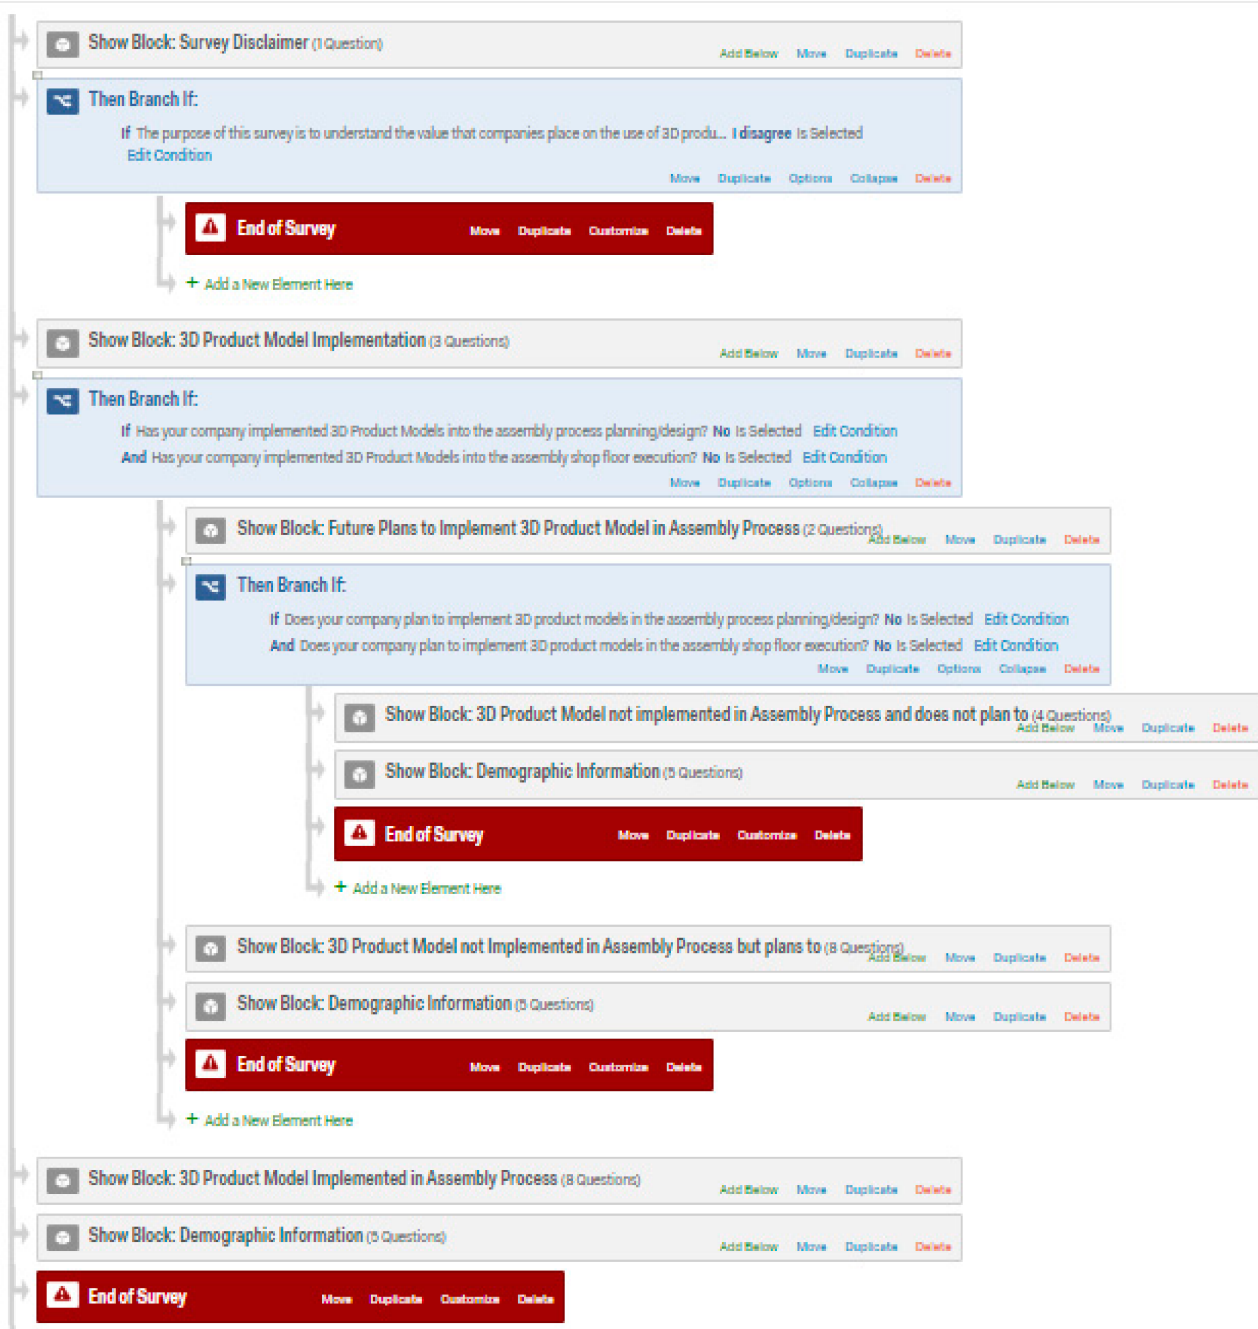 Show Block: Survey Disclaimer (1 Question)
Add Below Move Duplicate Delete
Then Branch If:
If The purpose of this survey is to understand the value that companies place on the use of 3D produ... I disagree Is Selected
Edit Condition
Move Duplicate Options Collapse Delete
End of Survey Move Duplicate Customize Delete
+ Add a New Element Here
Show Block: 3D Product Model Implementation (3 Questions)
Add Below Move Duplicate Delete
Then Branch If:
If Has your company implemented 3D Product Models into the assembly process planning/design? No Is Selected Edit Condition
And Has your company implemented 3D Product Models into the assembly shop floor execution? No Is Selected Edit Condition
Move Duplicate Options Collapse Delete
Show Block: Future Plans to Implement 3D Product Model in Assembly Process (2 Questions)
Add Below Move Duplicate Delete
Then Branch If:
If Does your company plan to implement 3D product models in the assembly process planning/design? No Is Selected Edit Condition
And Does your company plan to implement 3D product models in the assembly shop floor execution? No Is Selected Edit Condition
Move Duplicate Options Collapse Delete
Show Block: 3D Product Model not implemented in Assembly Process and does not plan to (4 Questions)
Add Below Move Duplicate Delete
Show Block: Demographic Information (5 Questions)
Add Below Move Duplicate Delete
End of Survey Move Duplicate Customize Delete
+ Add a New Element Here
Show Block: 3D Product Model not Implemented in Assembly Process but plans to (8 Questions)
Add Below Move Duplicate Delete
Show Block: Demographic Information (5 Questions)
Add Below Move Duplicate Delete
End of Survey Move Duplicate Customize Delete
+ Add a New Element Here
Show Block: 3D Product Model Implemented in Assembly Process (8 Questions)
Add Below Move Duplicate Delete
Show Block: Demographic Information (5 Questions)
Add Below Move Duplicate Delete
End of Survey Move Duplicate Customize Delete